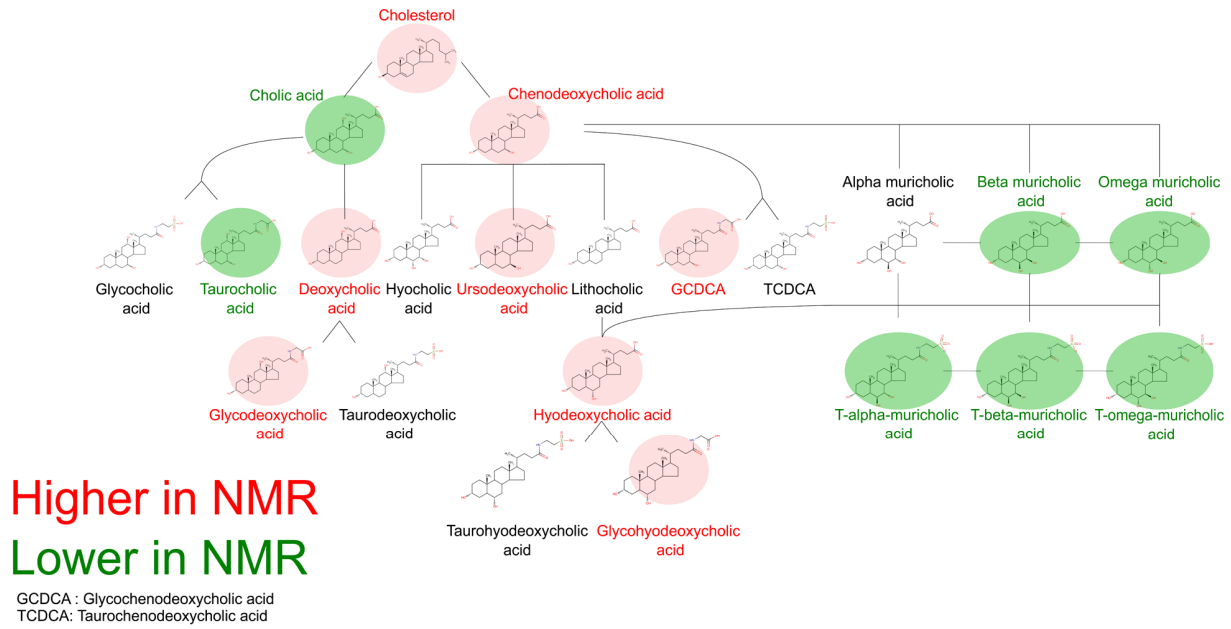 Cholesterol
Cholic acid
Chenodeoxycholic acid
Alpha muricholic
acid
Beta muricholic
acid
Omega muricholic
acid
Glycocholic
acid
Taurocholic
acid
Deoxycholic
acid
Hyocholic
acid
Ursodeoxycholic
acid
Lithocholic
acid
GCDCA
TCDCA
Glycodeoxycholic
acid
Taurodeoxycholic
acid
Hyodeoxycholic acid
T-alpha-muricholic
acid
T-beta-muricholic
acid
T-omega-muricholic
acid
Taurohyodeoxycholic
acid
Glycohyodeoxycholic
acid
Higher in NMR
Lower in NMR
GCDCA : Glycochenodeoxycholic acid
TCDCA: Taurochenodeoxycholic acid